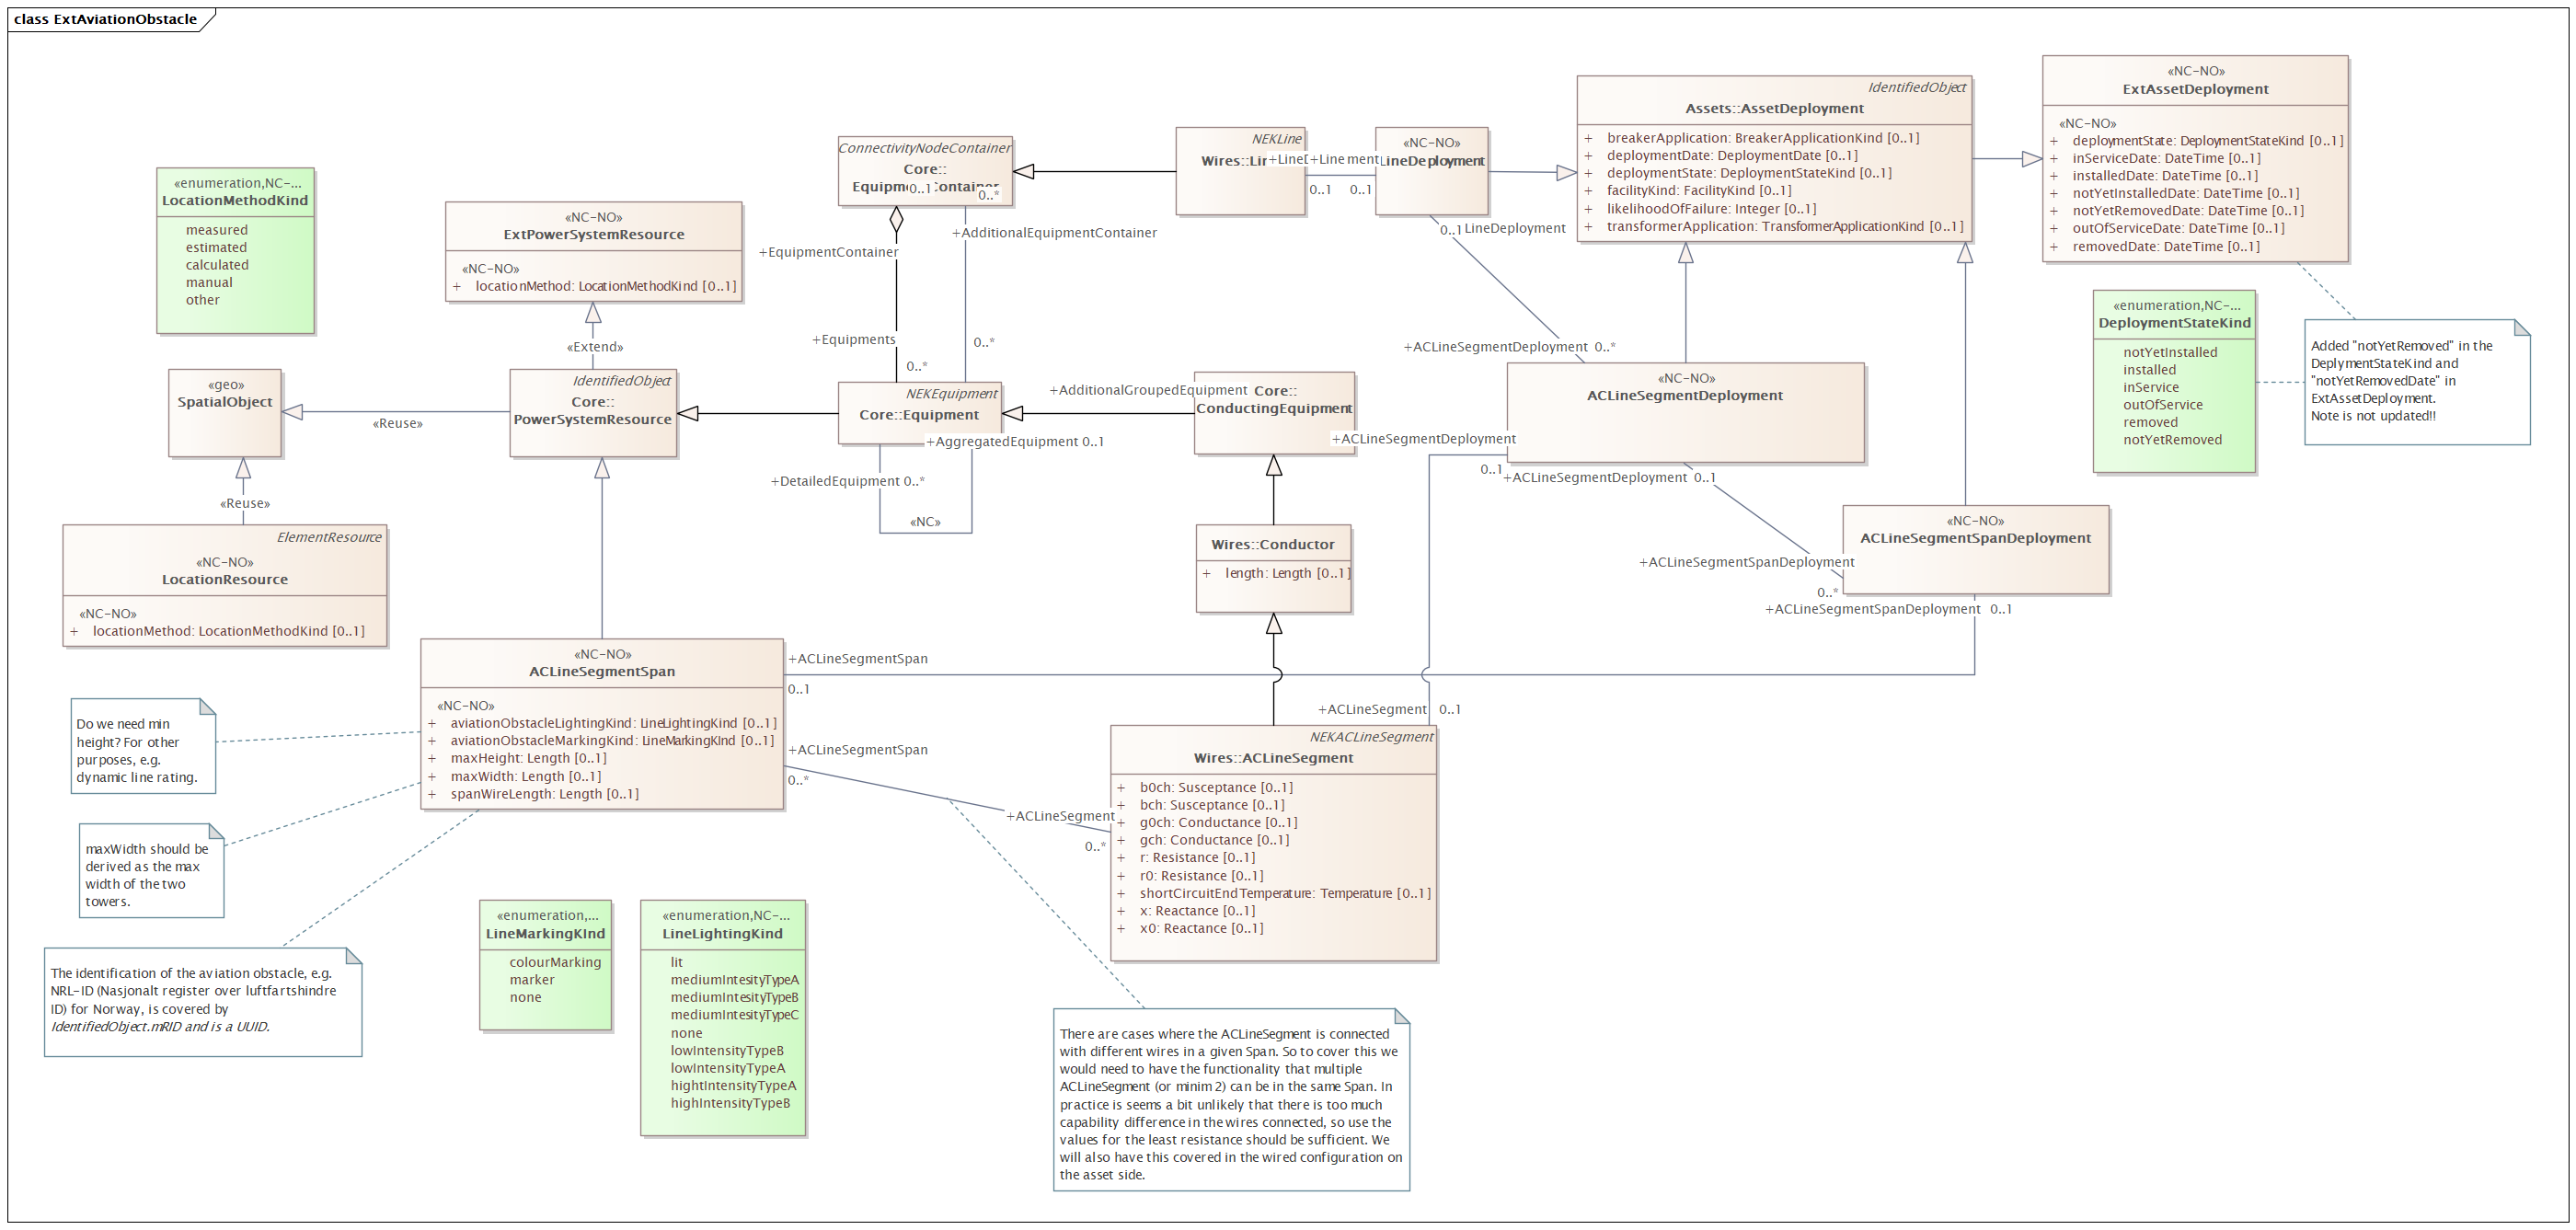 class ExtAviationObstacle
«enumeration,NC-...
LocationMethodKind
measured
estimated
calculated
manual
other
«NC-NO»
ExtPowerSystemResource
«NC-NO»
+ locationMethod: LocationMethodKind [0..1]
«Extend»
«geo»
SpatialObject
«Reuse»
IdentifiedObject
Core::
PowerSystemResource
«Reuse»
ElementResource
«NC-NO»
LocationResource
«NC-NO»
+ locationMethod: LocationMethodKind [0..1]
ConnectivityNodeContainer
Core::
0..1
0..*
+EquipmentContainer
+AdditionalEquipmentContainer
+Equipments
0..*
0..*
NEKEquipment
Core::Equipment
+AggregatedEquipment 0..1
+DetailedEquipment 0..*
«NC»
+AdditionalGroupedEquipment
Core::
ConductingEquipment
NEKLine
+Line
0..1
0..1
«NC-NO»
LineDeployment
0..1
LineDeployment
IdentifiedObject
Assets::AssetDeployment
+ breakerApplication: BreakerApplicationKind [0..1]
+ deploymentDate: DeploymentDate [0..1]
+ deploymentState: DeploymentStateKind [0..1]
+ facilityKind: FacilityKind [0..1]
+ likelihoodOfFailure: Integer [0..1]
+ transformerApplication: TransformerApplicationKind [0..1]
«NC-NO»
ExtAssetDeployment
«NC-NO»
+ deploymentState: DeploymentStateKind [0..1]
+ inServiceDate: DateTime [0..1]
+ installedDate: DateTime [0..1]
+ notYetInstalledDate: DateTime [0..1]
+ notYetRemovedDate: DateTime [0..1]
+ outOfServiceDate: DateTime [0..1]
+ removedDate: DateTime [0..1]
«enumeration,NC-...
DeploymentStateKind
notYetInstalled
installed
inService
outOfService
removed
notYetRemoved
Added "notYetRemoved" in the
DeplymentStateKind and
"notYetRemovedDate" in
ExtAssetDeployment.
Note is not updated!!
+ACLineSegmentDeployment 0..*
«NC-NO»
ACLineSegmentDeployment
+ACLineSegmentDeployment
0..1
+ACLineSegmentDeployment 0..1
«NC-NO»
ACLineSegmentSpanDeployment
+ACLineSegmentSpanDeployment
0..*
+ACLineSegmentSpanDeployment 0..1
Wires::Conductor
+ length: Length [0..1]
«NC-NO»
ACLineSegmentSpan
«NC-NO»
+ aviationObstacleLightingKind: LineLightingKind [0..1]
+ aviationObstacleMarkingKind: LineMarkingKInd [0..1]
+ maxHeight: Length [0..1]
+ maxWidth: Length [0..1]
+ spanWireLength: Length [0..1]
+ACLineSegmentSpan
0..1
+ACLineSegmentSpan
0..*
+ACLineSegment
0..*
+ACLineSegment 0..1
NEKACLineSegment
Wires::ACLineSegment
+ b0ch: Susceptance [0..1]
+ bch: Susceptance [0..1]
+ g0ch: Conductance [0..1]
+ gch: Conductance [0..1]
+ r: Resistance [0..1]
+ r0: Resistance [0..1]
+ shortCircuitEndTemperature: Temperature [0..1]
+ x: Reactance [0..1]
+ x0: Reactance [0..1]
Do we need min
height? For other
purposes, e.g.
dynamic line rating.
maxWidth should be
derived as the max
width of the two
towers.
The identification of the aviation obstacle, e.g.
NRL-ID (Nasjonalt register over luftfartshindre
ID) for Norway, is covered by
IdentifiedObject.mRID and is a UUID.
«enumeration,...
LineMarkingKInd
colourMarking
marker
none
«enumeration,NC-...
LineLightingKind
lit
mediumIntesityTypeA
mediumIntesityTypeB
mediumIntesityTypeC
none
lowIntensityTypeB
lowIntensityTypeA
hightIntensityTypeA
highIntensityTypeB
There are cases where the ACLineSegment is connected
with different wires in a given Span. So to cover this we
would need to have the functionality that multiple
ACLineSegment (or minim 2) can be in the same Span. In
practice is seems a bit unlikely that there is too much
capability difference in the wires connected, so use the
values for the least resistance should be sufficient. We
will also have this covered in the wired configuration on
the asset side.